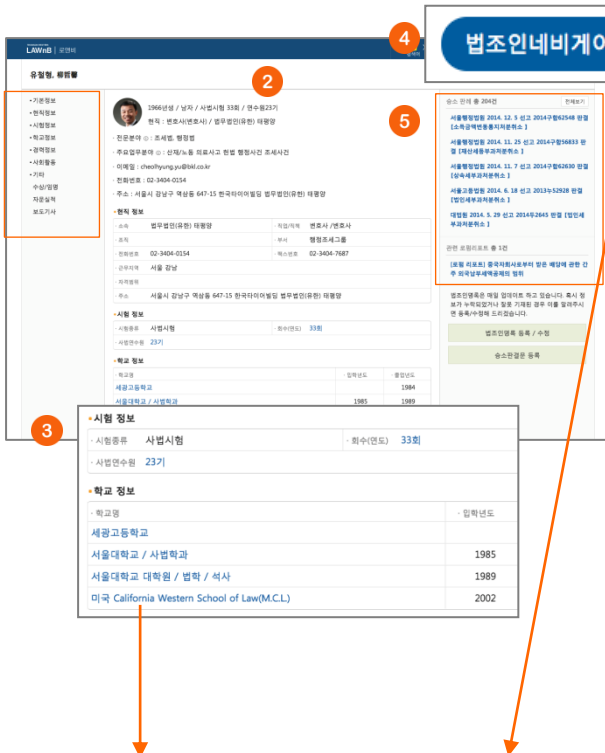 4
법조인네비게이
LAWnB 로앤비
유철형, 柳哲馨
2
5
• 기본정보
• 현직정보
• 시험정보
• 학교정보
• 경력정보
• 사회활동
• 기타
수상/임명
자문실적
보도기사
1966년생 / 남자 / 사법시험 33회 / 연수원23기
현직 : 변호사(변호사) / 법무법인(유한) 태평양
· 전문분야 : 조세법, 행정법
· 주요업무분야 : 산재/노동 의료사고 헌법 행정사건 조세사건
· 이메일 : cheolhyung.yu@bkl.co.kr
· 전화번호 : 02-3404-0154
· 주소 : 서울시 강남구 역삼동 647-15 한국타이어빌딩 법무법인(유한) 태평양
• 현직 정보
· 소속 법무법인(유한) 태평양 · 직업/직책 변호사 /변호사
· 조직 · 부서 행정조세그룹
· 전화번호 02-3404-0154 · 팩스번호 02-3404-7687
· 근무지역 서울 강남
· 자격범위
· 주소 서울시 강남구 역삼동 647-15 한국타이어빌딩 법무법인(유한) 태평양
• 시험 정보
· 시험종류 사법시험 · 회수(연도) 33회
· 사법연수원 23기
• 학교 정보
· 학교명 · 입학년도 · 졸업년도
세광고등학교 1984
서울대학교 / 사법학과 1985 1989
승소 판례 총 204건 전체보기
서울행정법원 2014. 12. 5 선고 2014구합62548 판결
[소득금액변동통지처분취소 ]
서울행정법원 2014. 11. 25 선고 2014구합56833 판
결 [재산세등부과처분취소 ]
서울행정법원 2014. 11. 7 선고 2014구합62630 판결
[상속세부과처분취소 ]
서울고등법원 2014. 6. 18 선고 2013누52928 판결
[법인세부과처분취소 ]
대법원 2014. 5. 29 선고 2014두2645 판결 [법인세
부과처분취소 ]
관련 로펌리포트 총 1건
[로펌 리포트] 중국자회사로부터 받은 배당에 관한 간
주 외국납부세액공제의 범위
법조인명록은 매일 업데이트 하고 있습니다. 혹시 정
보가 누락되었거나 잘못 기재된 경우 이를 알려주시
면 등록/수정해 드리겠습니다.
법조인명록 등록 / 수정
승소판결문 등록
3
• 시험 정보
· 시험종류 사법시험 · 회수(연도) 33회
· 사법연수원 23기
• 학교 정보
· 학교명 · 입학년도
세광고등학교
서울대학교 / 사법학과 1985
서울대학교 대학원 / 법학 / 석사 1989
미국 California Western School of Law(M.C.L.) 2002